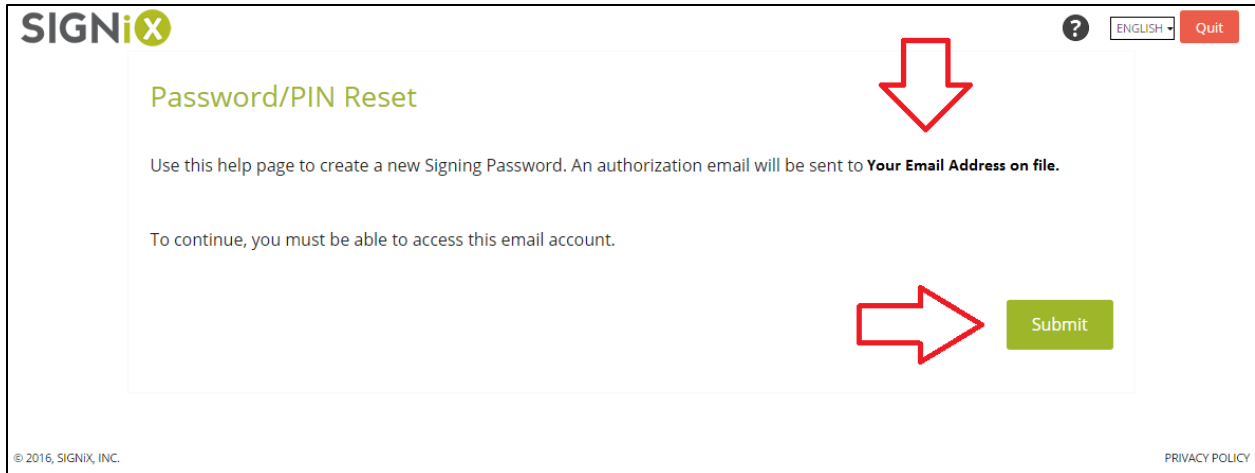 SIGNiX
ENGLISH
Quit
Password/PIN Reset
Use this help page to create a new Signing Password. An authorization email will be sent to Your Email Address on file.
To continue, you must be able to access this email account.
Submit
© 2016, SIGNiX, INC.
PRIVACY POLICY